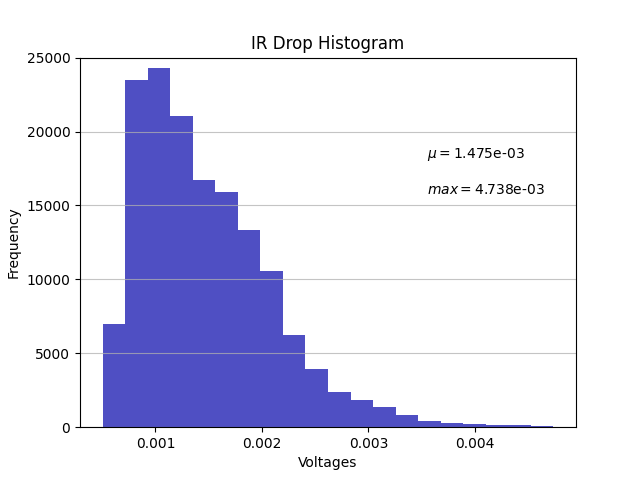 IR Drop Histogram
25000
20000
15000
10000
5000
0
Frequency
μ = 1.475e-03
max = 4.738e-03
0.001 0.002 0.003 0.004
Voltages